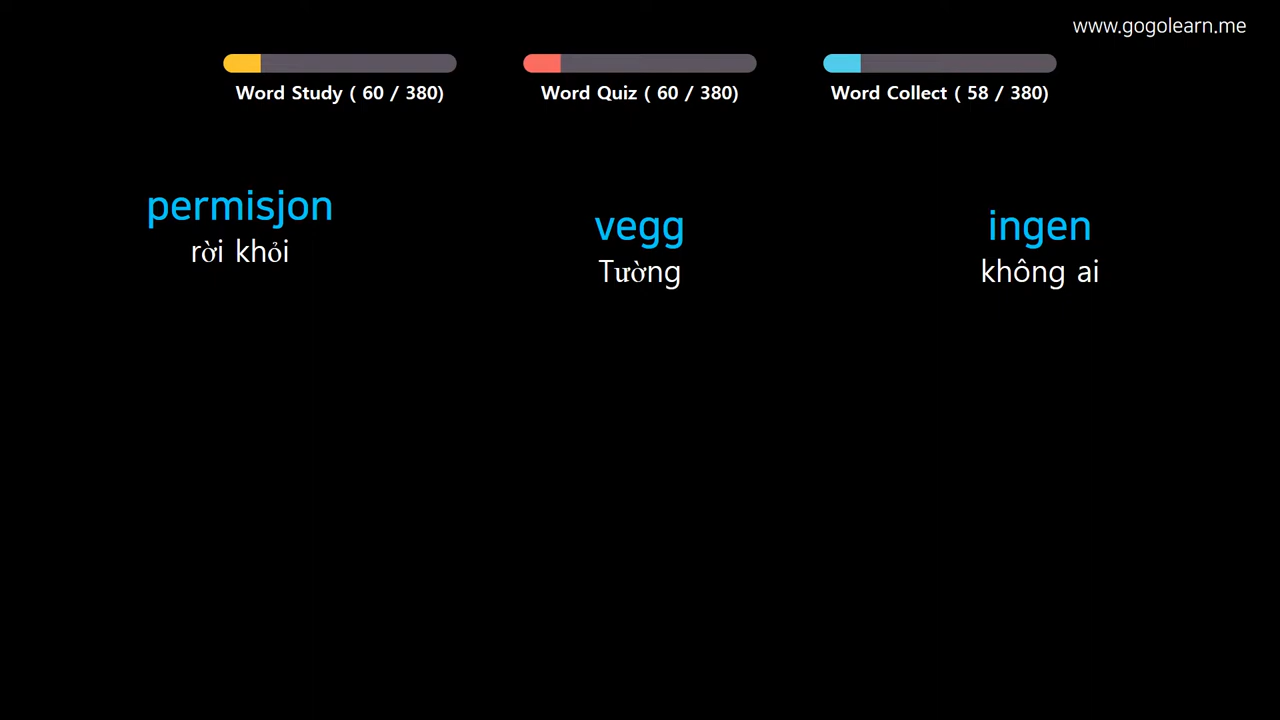 www.gogolearn.me
Word Study ( 60 / 380)
Word Quiz ( 60 / 380)
Word Collect ( 58 / 380)
permisjon
rời khỏi
vegg
Tường
ingen
không ai